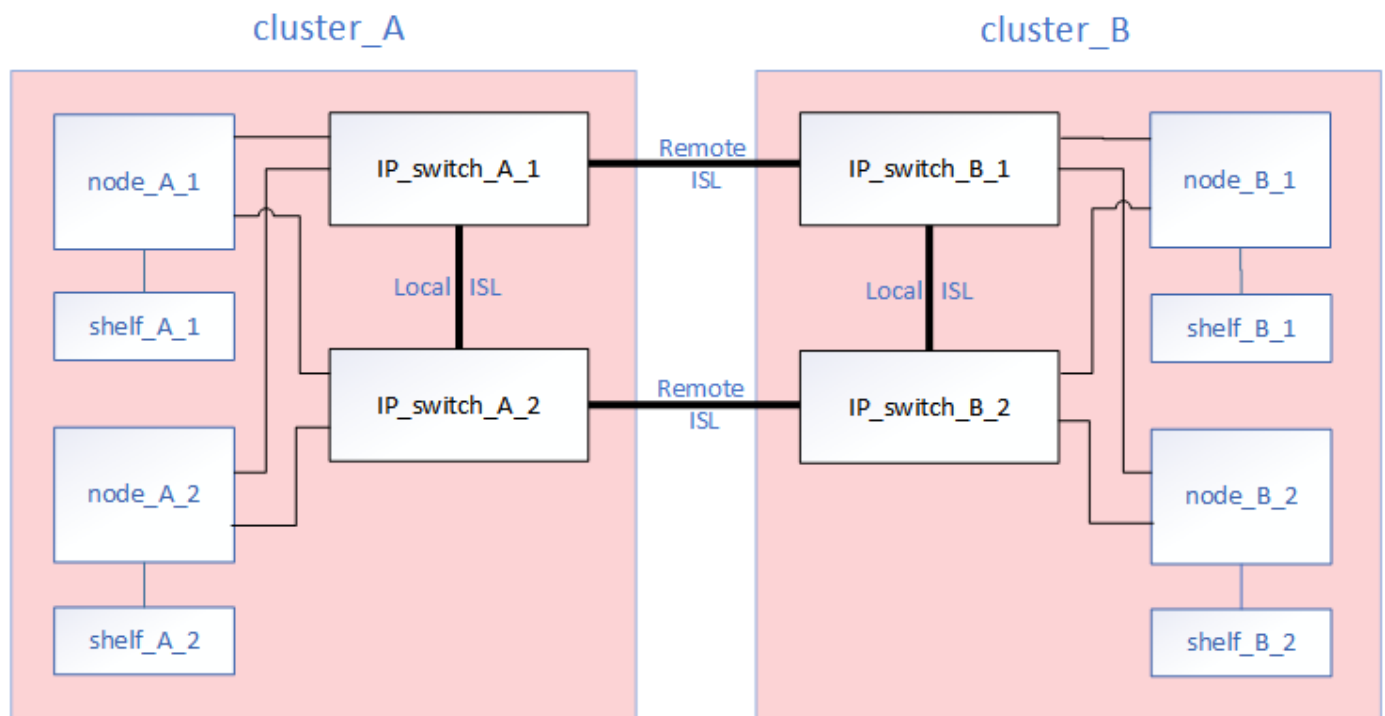 cluster_A
cluster_B
node_A_1
IP_switch_A_1
Remote
ISL
IP_switch_B_1
node_B_1
shelf_A_1
Local ISL
Local ISL
shelf_B_1
node_A_2
IP_switch_A_2
Remote
ISL
IP_switch_B_2
node_B_2
shelf_A_2
shelf_B_2